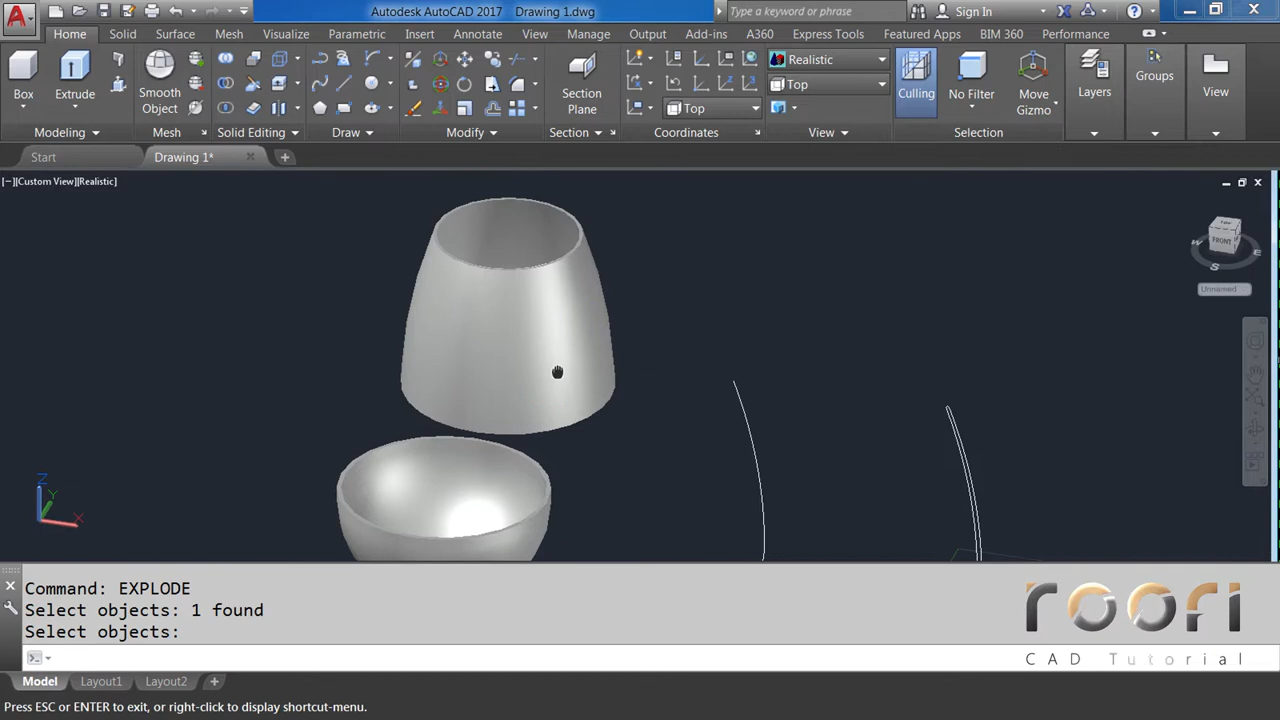 Autodesk AutoCAD 2017 Drawing 1.dwg
Type a keyword or phrase
Sign In
Home Solid Surface Mesh Visualize Parametric Insert Annotate View Manage Output Add-ins A360 Express Tools Featured Apps BIM 360 Performance
Box
Extrude
Smooth
Object
Section
Plane
Realistic
Top
Top
Culling
No Filter
Move
Gizmo
Layers
Groups
View
Modeling Mesh Solid Editing Draw Modify Section Coordinates View Selection
Start Drawing 1*
[−][Custom View][Realistic]
FRONT
W
S
E
Unnamed
Z
Y
X
Command: EXPLODE
Select objects: 1 found
Select objects:
roofi
CAD Tutorial
Model Layout1 Layout2
Press ESC or ENTER to exit, or right-click to display shortcut-menu.